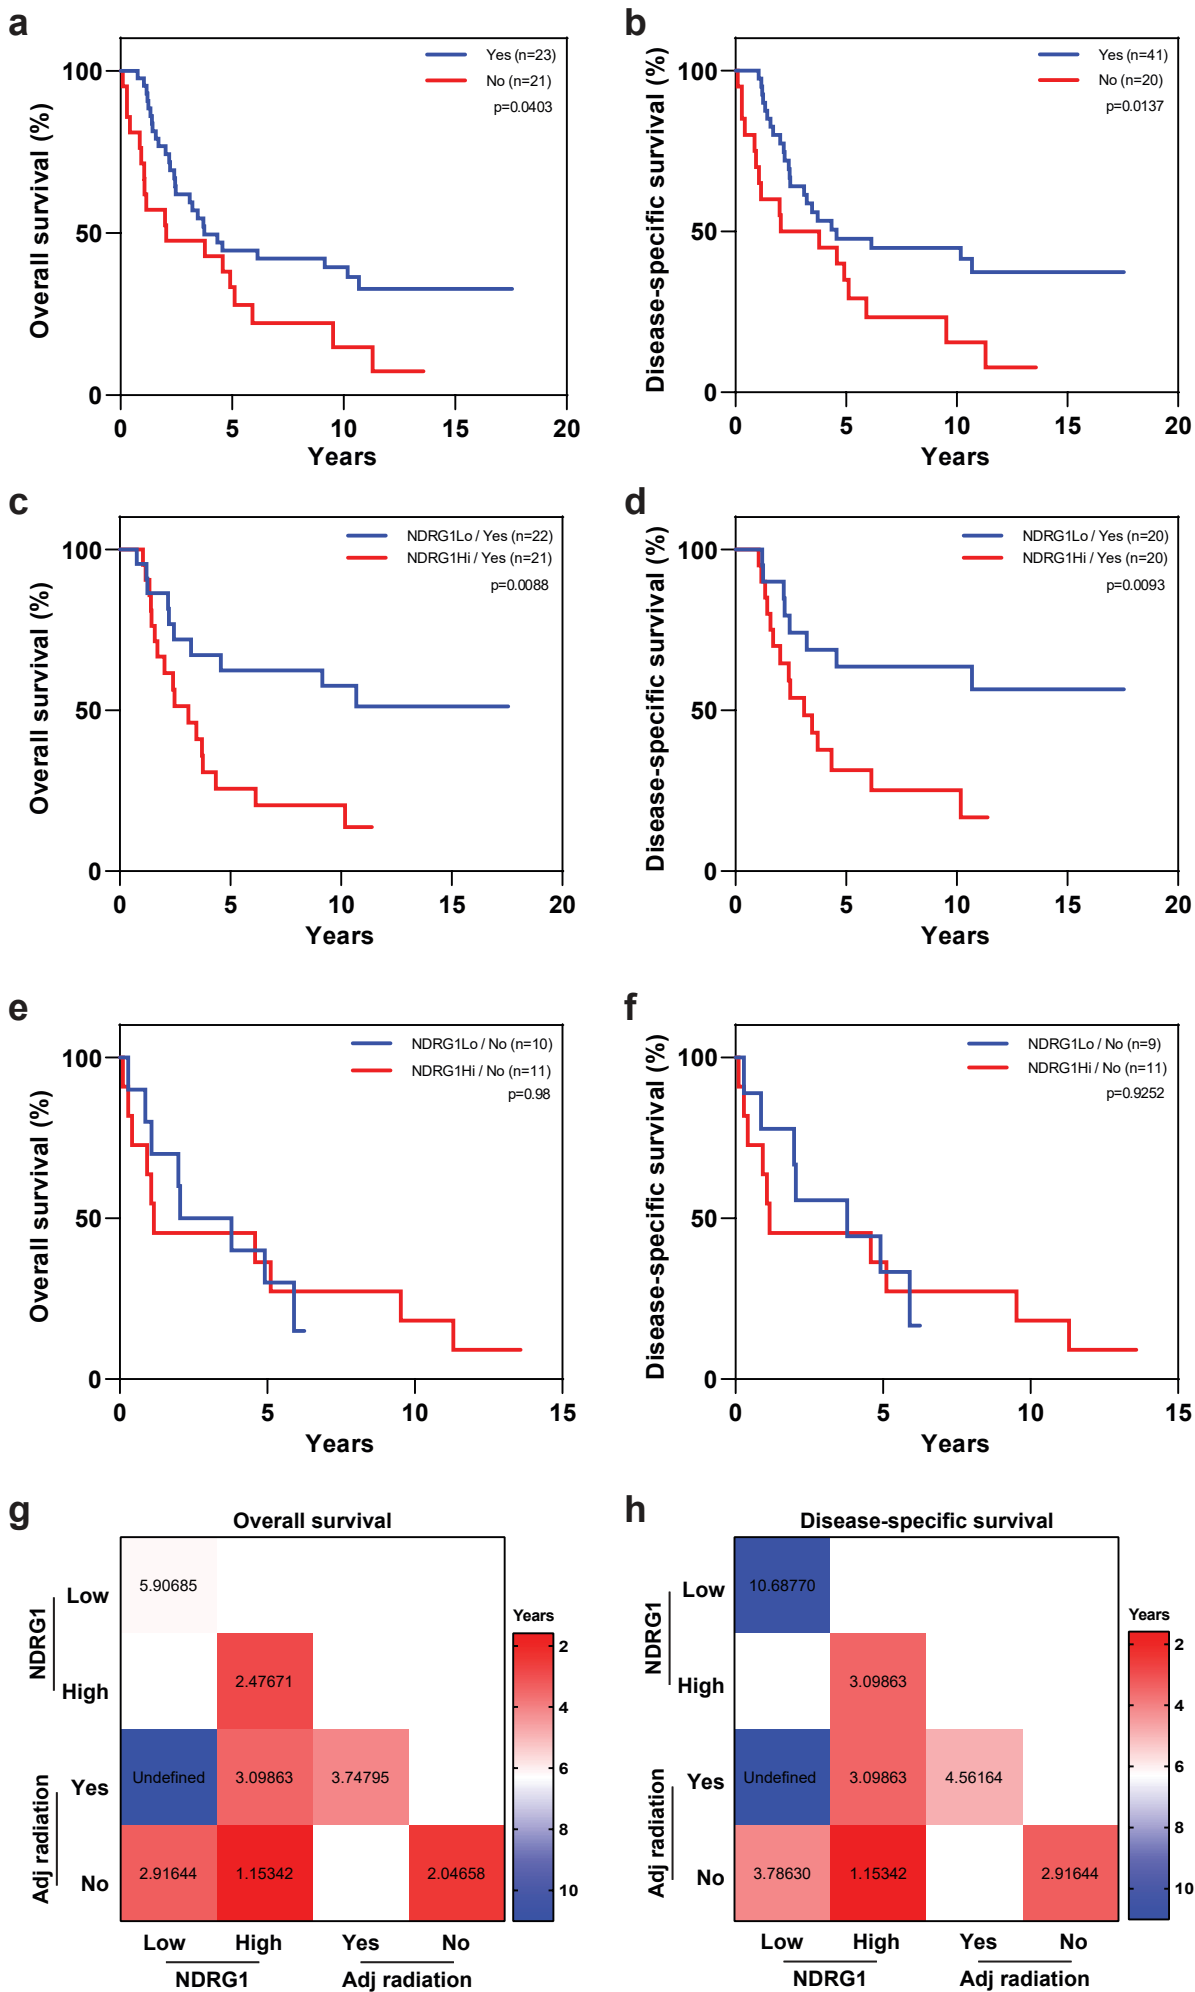 a
Overall survival (%)
100
50
0
0 5 10 15 20
Years
Yes (n=23)
No (n=21)
p=0.0403
b
Disease-specific survival (%)
100
50
0
0 5 10 15 20
Years
Yes (n=41)
No (n=20)
p=0.0137
c
Overall survival (%)
100
50
0
0 5 10 15 20
Years
NDRG1Lo / Yes (n=22)
NDRG1Hi / Yes (n=21)
p=0.0088
d
Disease-specific survival (%)
100
50
0
0 5 10 15 20
Years
NDRG1Lo / Yes (n=20)
NDRG1Hi / Yes (n=20)
p=0.0093
e
Overall survival (%)
100
50
0
0 5 10 15
Years
NDRG1Lo / No (n=10)
NDRG1Hi / No (n=11)
p=0.98
f
Disease-specific survival (%)
100
50
0
0 5 10 15
Years
NDRG1Lo / No (n=9)
NDRG1Hi / No (n=11)
p=0.9252
g
Overall survival
NDRG1
Low
High
Adj radiation
Yes
No
5.90685
2.47671
Undefined 3.09863 3.74795
2.91644 1.15342 2.04658
Low High Yes No
NDRG1 Adj radiation
Years
2
4
6
8
10
h
Disease-specific survival
NDRG1
Low
High
Adj radiation
Yes
No
10.68770
3.09863
Undefined 3.09863 4.56164
3.78630 1.15342 2.91644
Low High Yes No
NDRG1 Adj radiation
Years
2
4
6
8
10